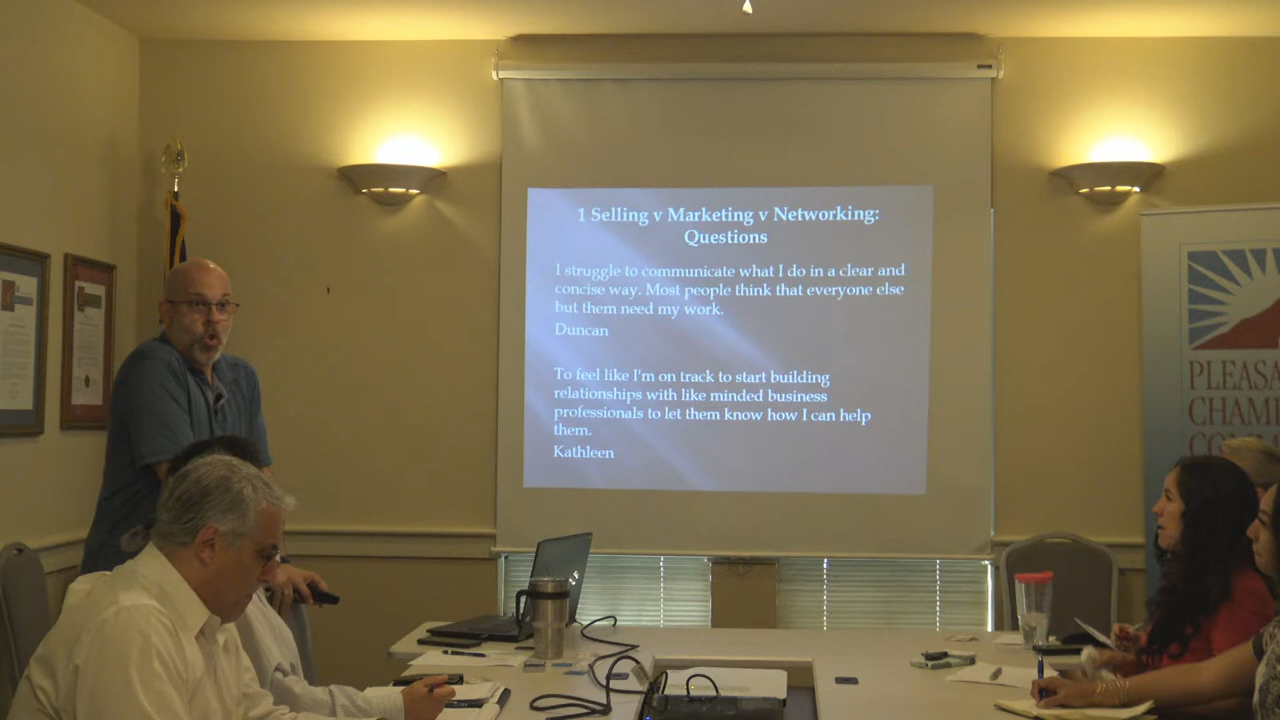 1 Selling v Marketing v Networking:
Questions
I struggle to communicate what I do in a clear and
concise way. Most people think that everyone else
but them need my work.
Duncan
To feel like I'm on track to start building
relationships with like minded business
professionals to let them know how I can help
them.
Kathleen
PLEASA
CHAM